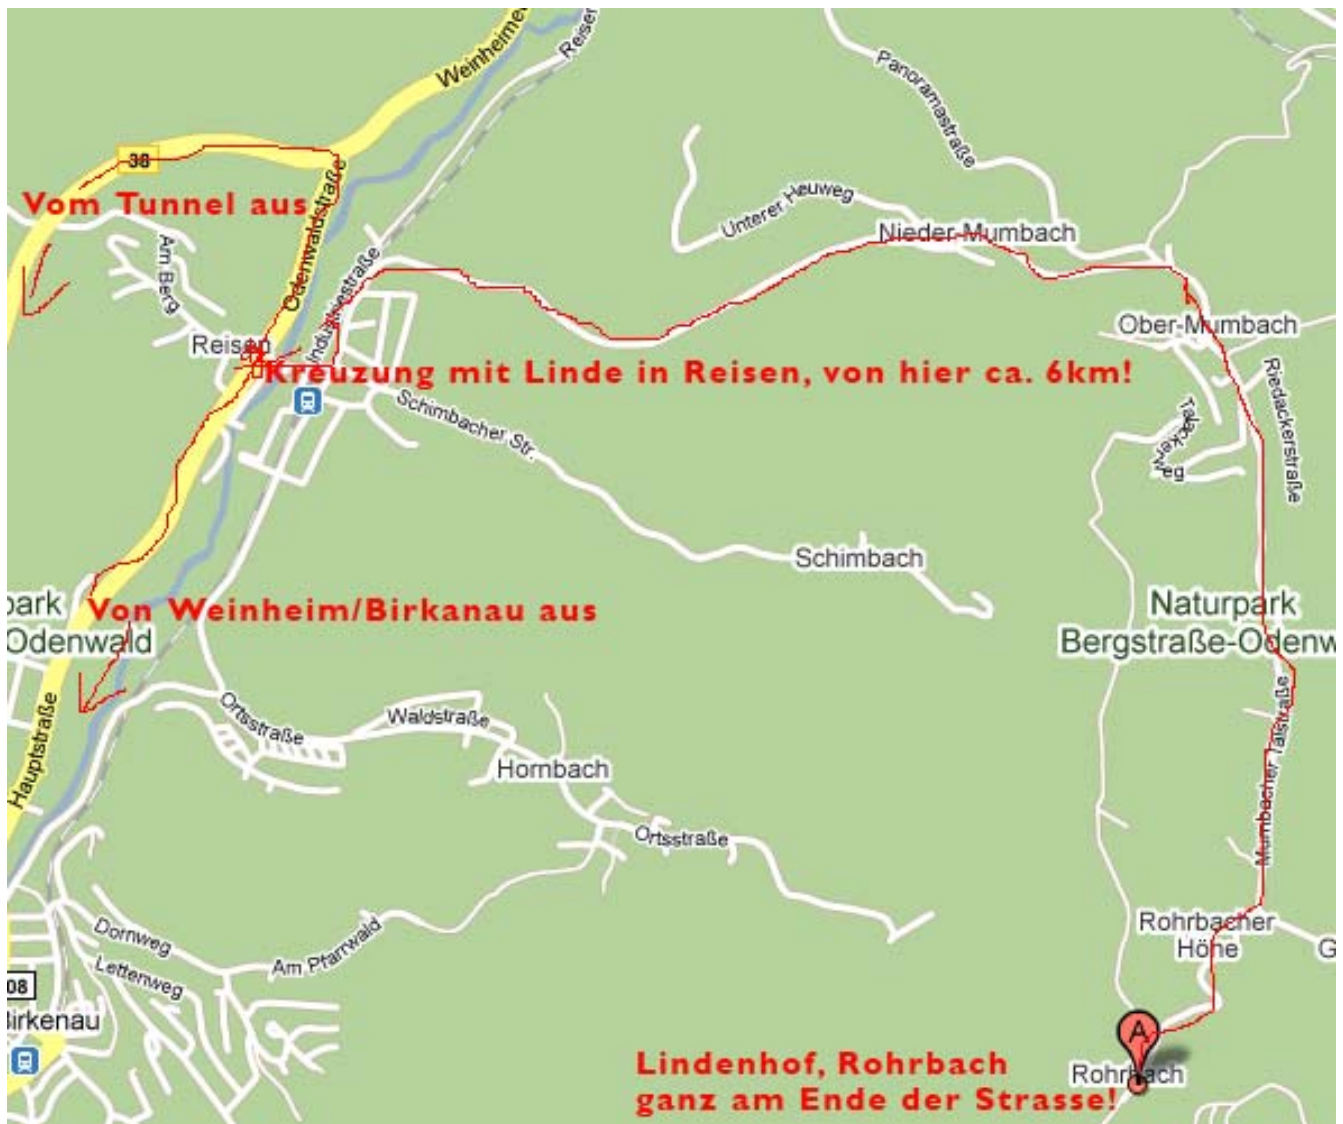 Weinheimer
Reisen
Panoramastraße
38
Odenwaldstraße
Vom Tunnel aus
Unterer Heuweg
Nieder-Mumbach
Am Berg
Industriestraße
Ober-Mumbach
Reisen
Kreuzung mit Linde in Reisen, von hier ca. 6km!
Riedackerstraße
Schimbacher Str.
Schimbach
park
Odenwald
Von Weinheim/Birkanau aus
Naturpark
Bergstraße-Odenw
Hauptstraße
Ortsstraße
Waldstraße
Mumbacher Talstraße
Hornbach
Ortsstraße
Rohrbacher
Höhe
G
Dornweg
Am Pfarrwald
Lettenweg
08
Birkenau
A
Lindenhof, Rohrbach
Rohrbach
ganz am Ende der Strasse!